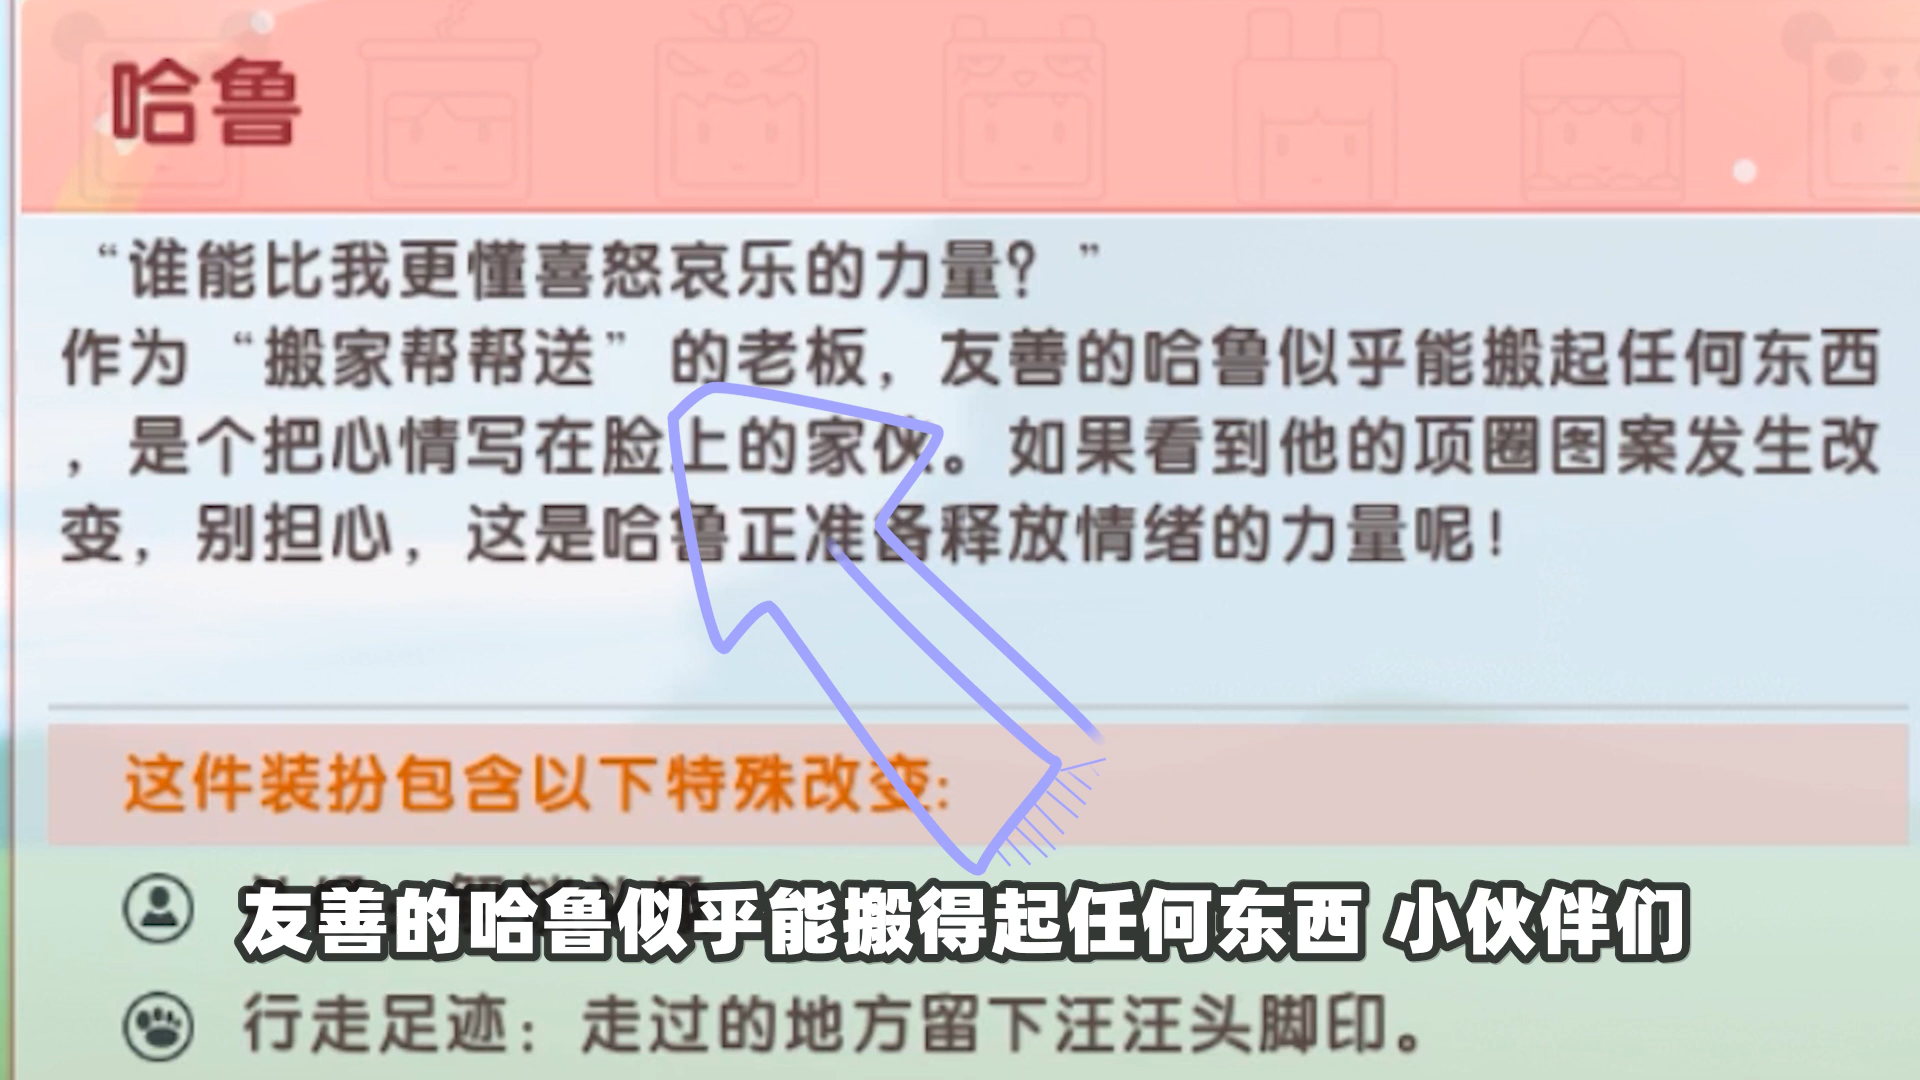 哈鲁
“谁能比我更懂喜怒哀乐的力量？”
作为“搬家帮帮送”的老板，友善的哈鲁似乎能搬起任何东西
，是个把心情写在脸上的家伙。如果看到他的项圈图案发生改
变，别担心，这是哈鲁正准备释放情绪的力量呢！
这件装扮包含以下特殊改变:
友善的哈鲁似乎能搬得起任何东西 小伙伴们
行走足迹：走过的地方留下汪汪头脚印。